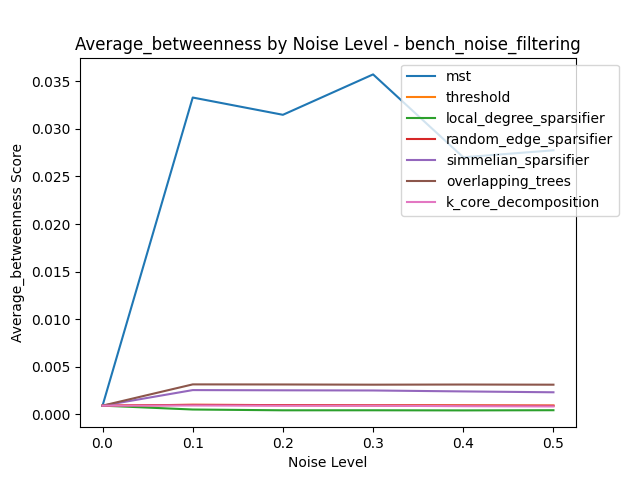 Average_betweenness by Noise Level - bench_noise_filtering
Average_betweenness Score
0.035
0.030
0.025
0.020
0.015
0.010
0.005
0.000
mst
threshold
local_degree_sparsifier
random_edge_sparsifier
simmelian_sparsifier
overlapping_trees
k_core_decomposition
0.0 0.1 0.2 0.3 0.4 0.5
Noise Level